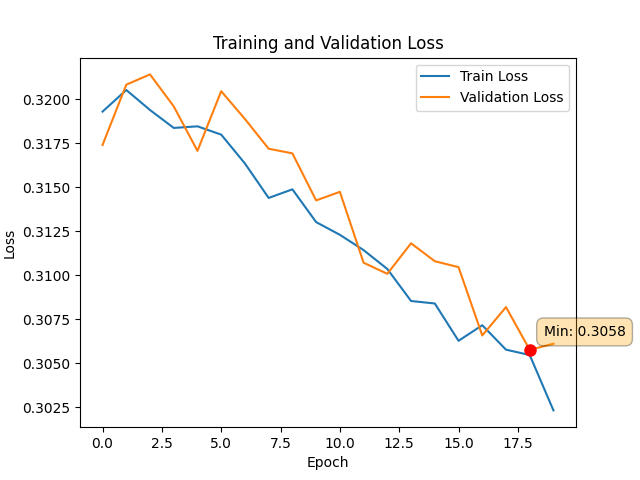 Training and Validation Loss
Train Loss
Validation Loss
0.3200
0.3175
0.3150
0.3125
0.3100
0.3075
0.3050
0.3025
Loss
Min: 0.3058
0.0 2.5 5.0 7.5 10.0 12.5 15.0 17.5
Epoch